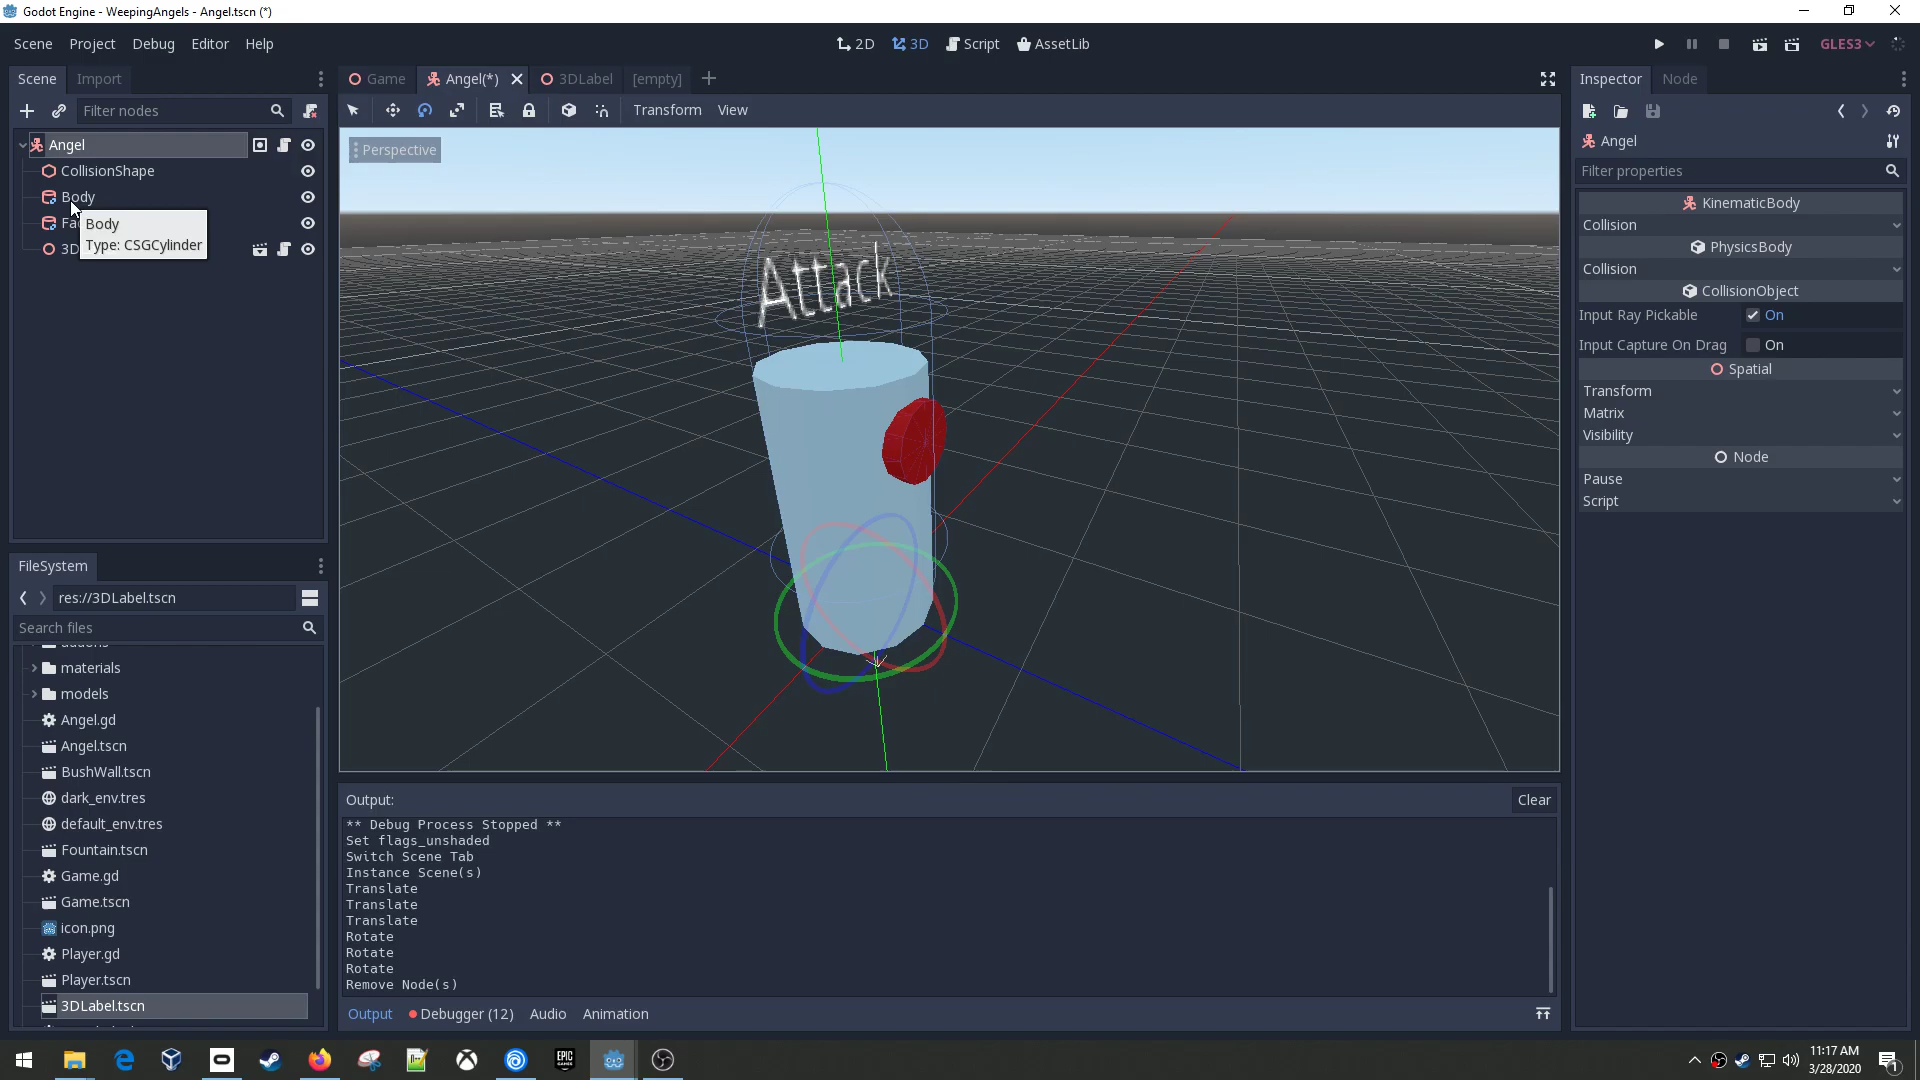 Godot Engine - WeepingAngels - Angel.tscn (*)
Scene Project Debug Editor Help
2D 3D Script AssetLib
GLES3
Scene Import
Game Angel(*) 3DLabel [empty]
Inspector Node
Filter nodes
Transform View
Angel
CollisionShape
Body
Body
Type: CSGCylinder
3D
Perspective
Attack
Angel
Filter properties
KinematicBody
Collision
PhysicsBody
Collision
CollisionObject
Input Ray Pickable On
Input Capture On Drag On
Spatial
Transform
Matrix
Visibility
Node
Pause
Script
FileSystem
res://3DLabel.tscn
Search files
materials
models
Angel.gd
Angel.tscn
BushWall.tscn
dark_env.tres
default_env.tres
Fountain.tscn
Game.gd
Game.tscn
icon.png
Player.gd
Player.tscn
3DLabel.tscn
Output: Clear
** Debug Process Stopped **
Set flags_unshaded
Switch Scene Tab
Instance Scene(s)
Translate
Translate
Translate
Rotate
Rotate
Rotate
Remove Node(s)
Output Debugger (12) Audio Animation
EPIC
GAMES
11:17 AM
3/28/2020
1